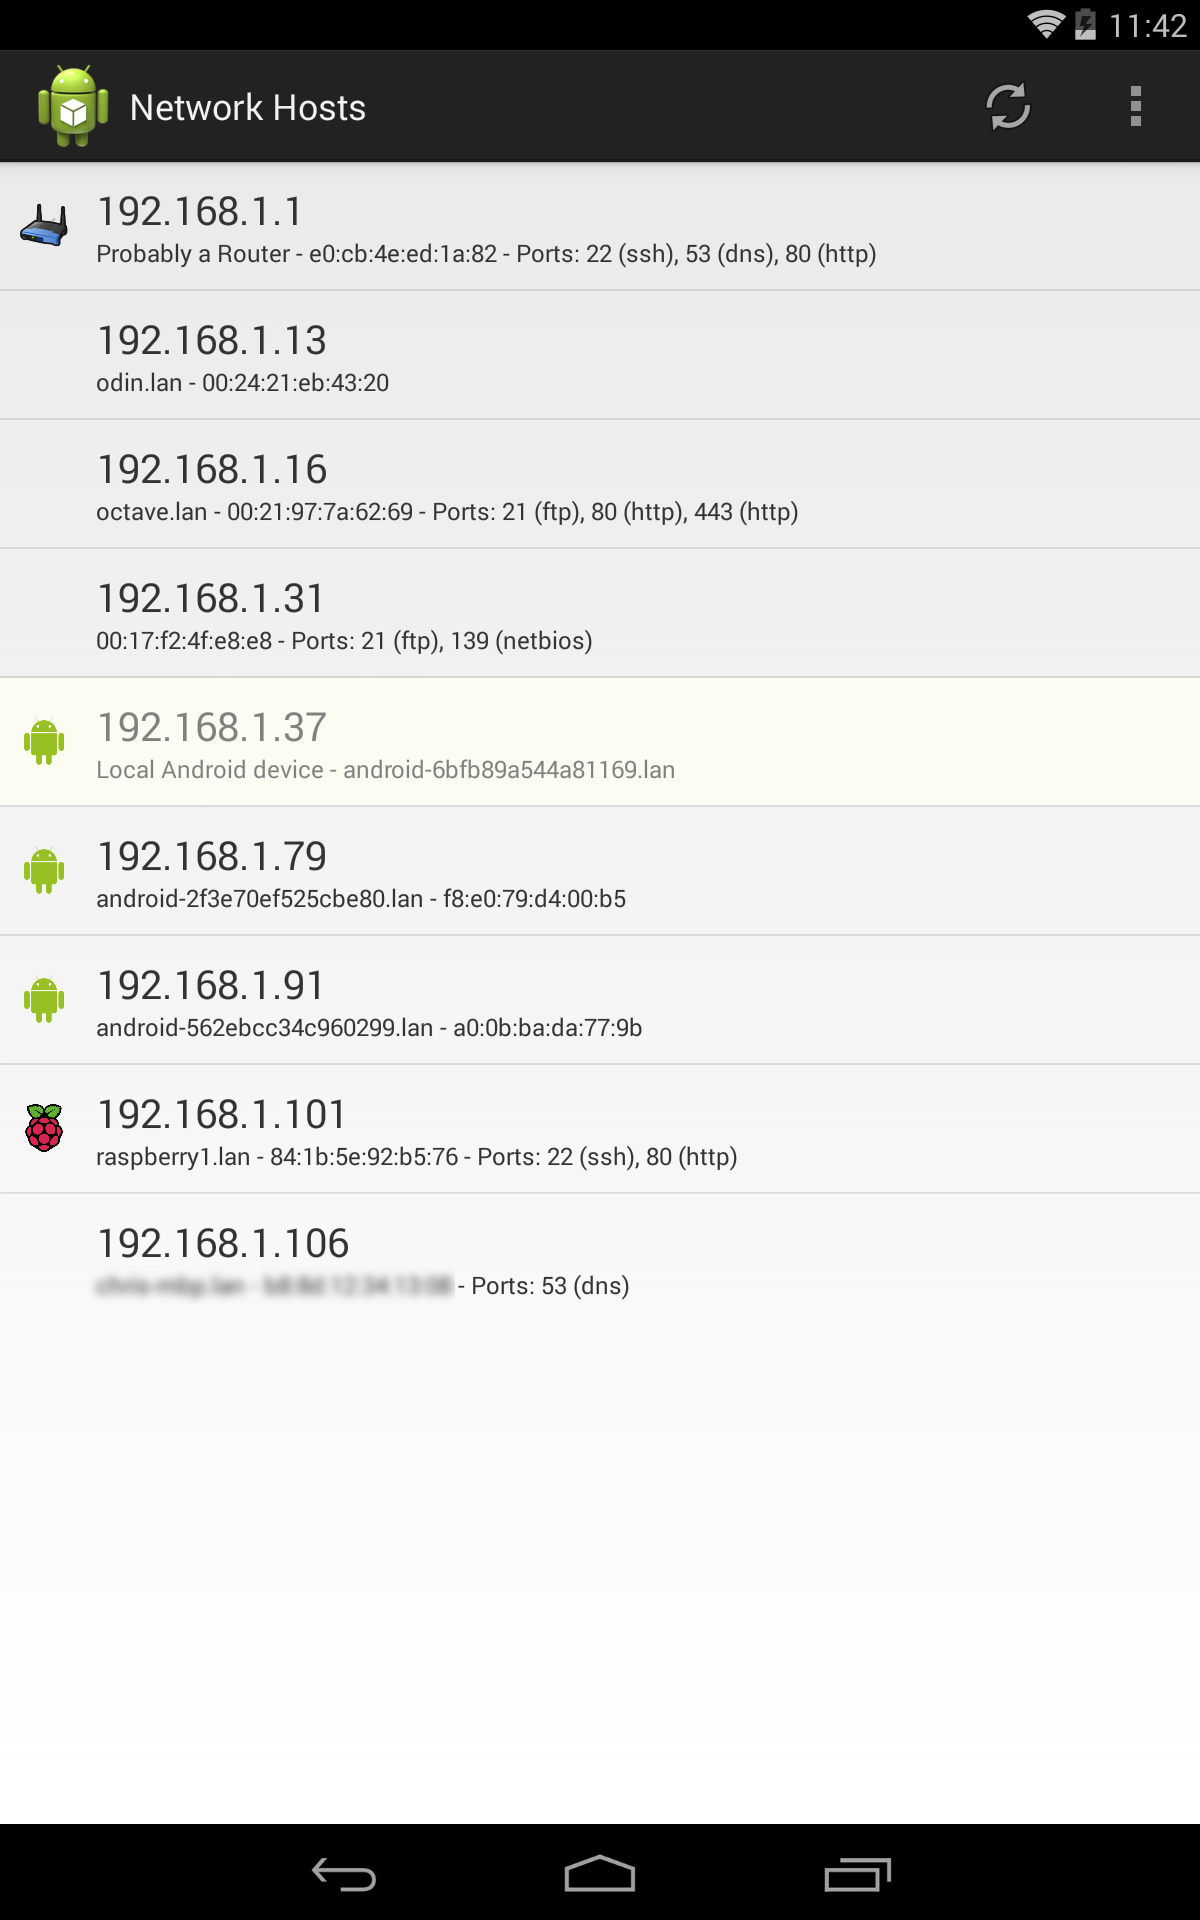 11:42
Network Hosts
192.168.1.1
Probably a Router - e0:cb:4e:ed:1a:82 - Ports: 22 (ssh), 53 (dns), 80 (http)
192.168.1.13
odin.lan - 00:24:21:eb:43:20
192.168.1.16
octave.lan - 00:21:97:7a:62:69 - Ports: 21 (ftp), 80 (http), 443 (http)
192.168.1.31
00:17:f2:4f:e8:e8 - Ports: 21 (ftp), 139 (netbios)
192.168.1.37
Local Android device - android-6bfb89a544a81169.lan
192.168.1.79
android-2f3e70ef525cbe80.lan - f8:e0:79:d4:00:b5
192.168.1.91
android-562ebcc34c960299.lan - a0:0b:ba:da:77:9b
192.168.1.101
raspberry1.lan - 84:1b:5e:92:b5:76 - Ports: 22 (ssh), 80 (http)
192.168.1.106
- Ports: 53 (dns)